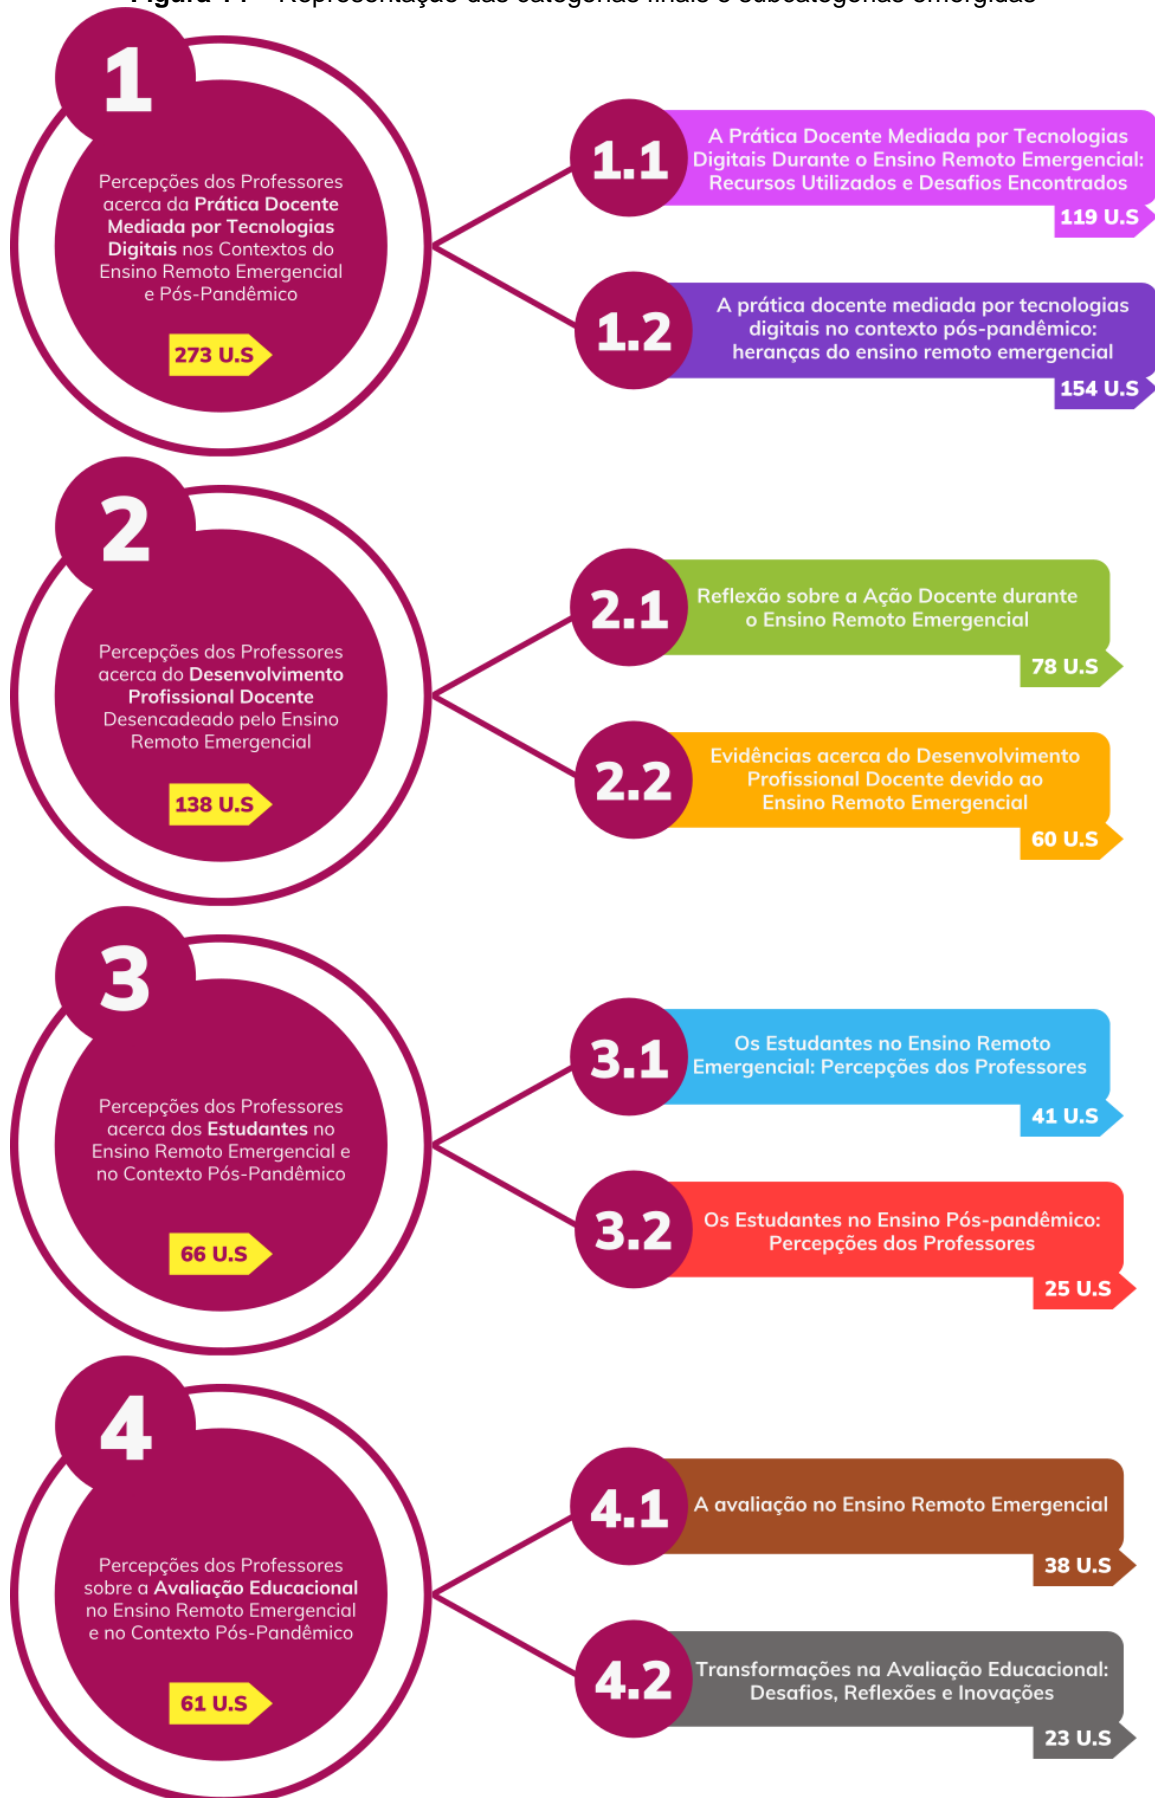 Representação das categorias finais e subcategorias emergidas
1
Percepções dos Professores
acerca da Prática Docente
Mediada por Tecnologias
Digitais nos Contextos do
Ensino Remoto Emergencial
e Pós-Pandêmico
273 U.S
1.1
A Prática Docente Mediada por Tecnologias
Digitais Durante o Ensino Remoto Emergencial:
Recursos Utilizados e Desafios Encontrados
119 U.S
1.2
A prática docente mediada por tecnologias
digitais no contexto pós-pandêmico:
heranças do ensino remoto emergencial
154 U.S
2
Percepções dos Professores
acerca do Desenvolvimento
Profissional Docente
Desencadeado pelo Ensino
Remoto Emergencial
138 U.S
2.1
Reflexão sobre a Ação Docente durante
o Ensino Remoto Emergencial
78 U.S
2.2
Evidências acerca do Desenvolvimento
Profissional Docente devido ao
Ensino Remoto Emergencial
60 U.S
3
Percepções dos Professores
acerca dos Estudantes no
Ensino Remoto Emergencial e
no Contexto Pós-Pandêmico
66 U.S
3.1
Os Estudantes no Ensino Remoto
Emergencial: Percepções dos Professores
41 U.S
3.2
Os Estudantes no Ensino Pós-pandêmico:
Percepções dos Professores
25 U.S
4
Percepções dos Professores
sobre a Avaliação Educacional
no Ensino Remoto Emergencial
e no Contexto Pós-Pandêmico
61 U.S
4.1
A avaliação no Ensino Remoto Emergencial
38 U.S
4.2
Transformações na Avaliação Educacional:
Desafios, Reflexões e Inovações
23 U.S